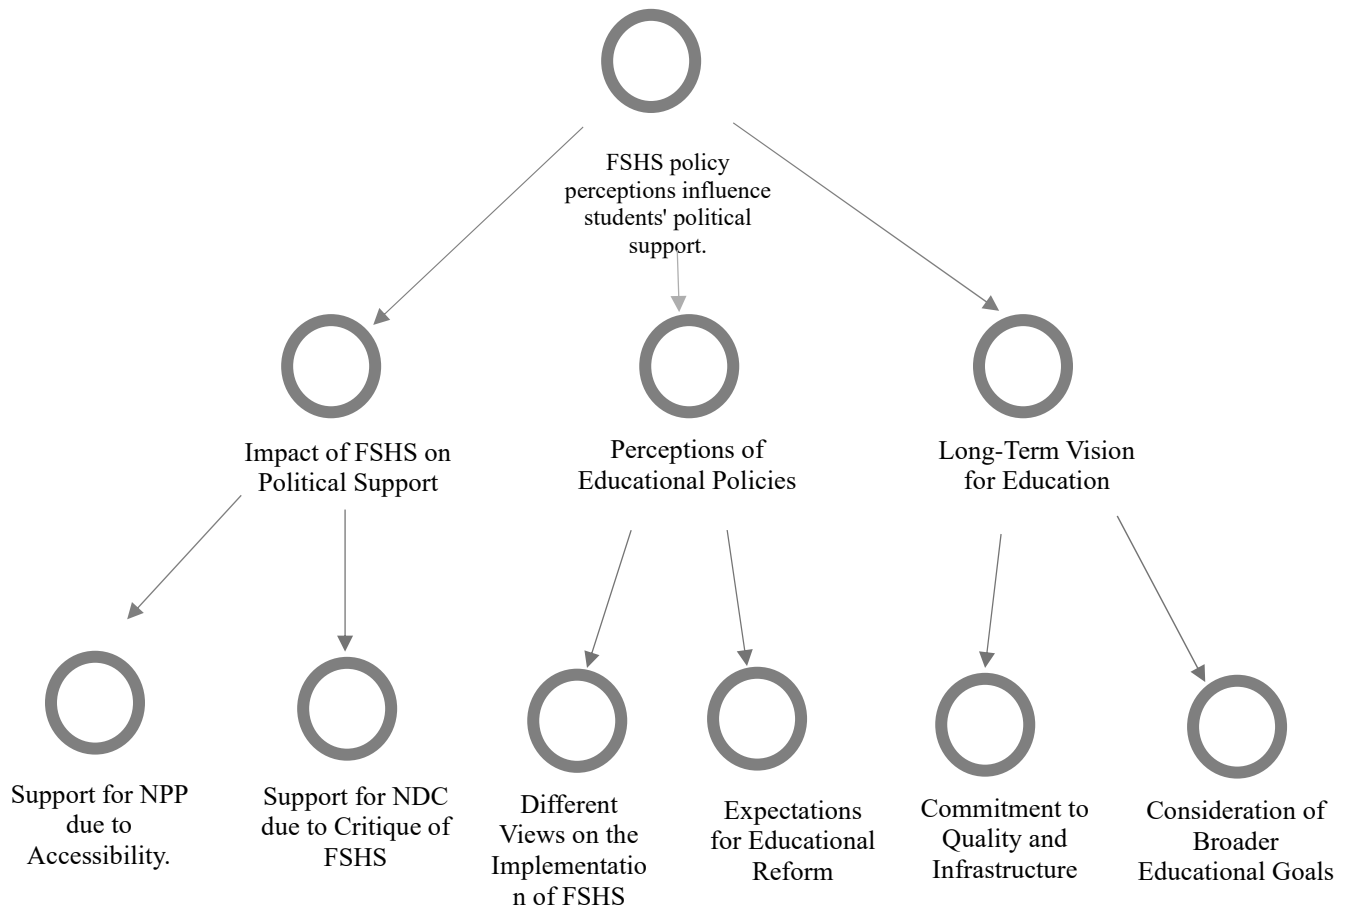 FSHS policy
perceptions influence
students' political
support.
Impact of FSHS on
Political Support
Perceptions of
Educational Policies
Long-Term Vision
for Education
Support for NPP
due to
Accessibility.
Support for NDC
due to Critique of
FSHS
Different
Views on the
Implementatio
n of FSHS
Expectations
for Educational
Reform
Commitment to
Quality and
Infrastructure
Consideration of
Broader
Educational Goals